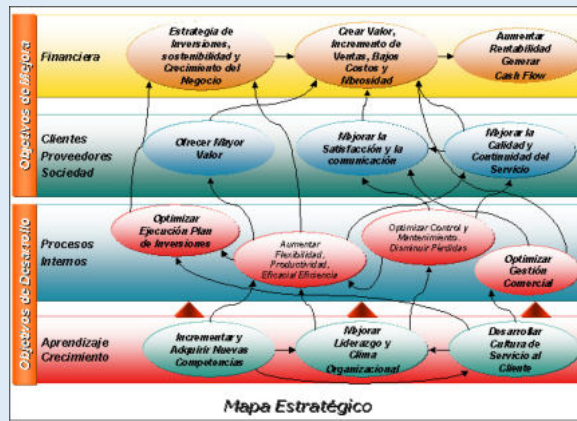 Objetivos de Mejora
Financiera
Estrategia de
Inversiones,
sostenibilidad y
Crecimiento del
Negocio
Crear Valor,
Incremento de
Ventas, Bajos
Costos y
Aumentar
Rentabilidad
Generar
Cash Flow
Clientes
Proveedores
Sociedad
Ofrecer Mayor
Valor
Mejorar la
Satisfacción y la
comunicación
Mejorar la
Calidad y
Continuidad del
Servicio
Objetivos de Desarrollo
Procesos
Internos
Optimizar
Ejecución Plan
de Inversiones
Aumentar
Flexibilidad,
Productividad,
Eficacial Eficiencia
Optimizar Control y
Mantenimiento,
Disminuir Pérdidas
Optimizar
Gestión
Comercial
Aprendizaje
Crecimiento
Incrementar y
Adquirir Nuevas
Competencias
Mejorar
Liderazgo y
Clima
Organizacional
Desarrollar
Cultura de
Servicio al
Cliente
Mapa Estratégico